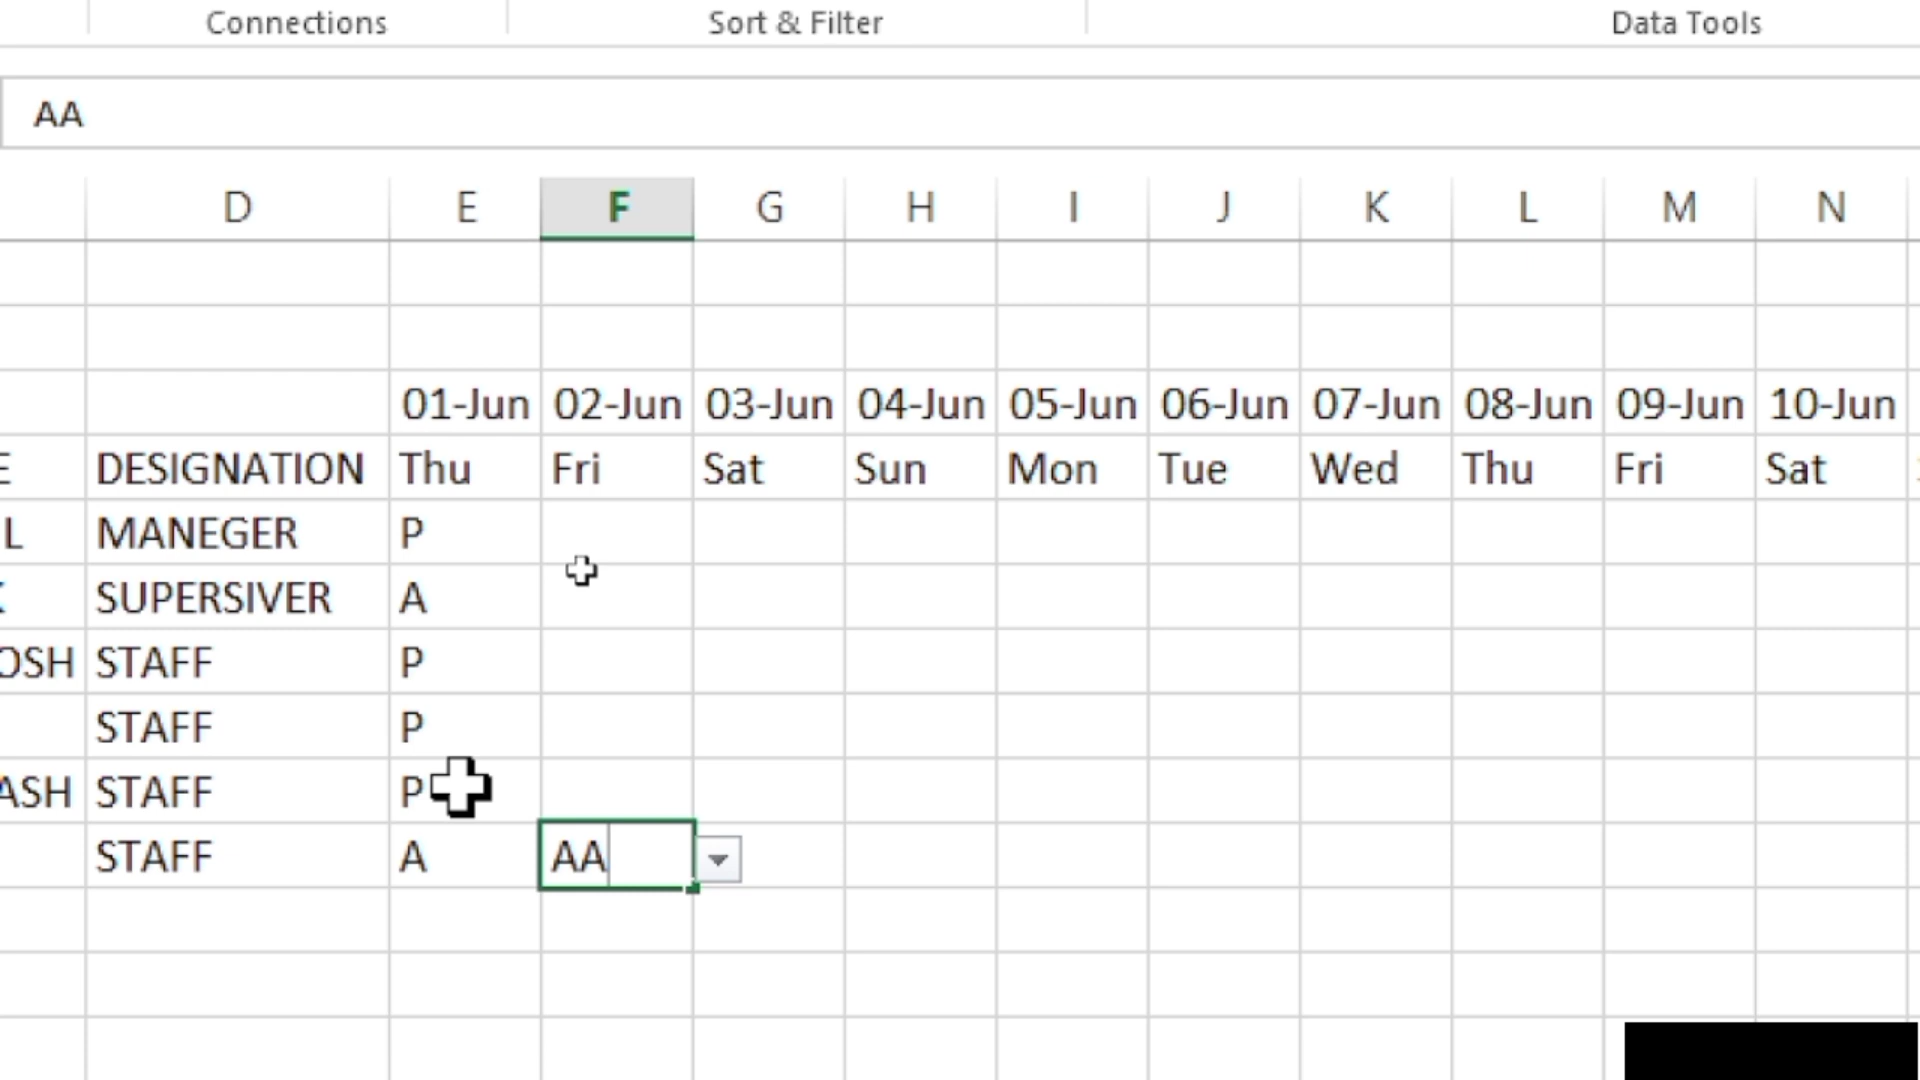 Connections Sort & Filter Data Tools
AA
D E F G H I J K L M N
01-Jun 02-Jun 03-Jun 04-Jun 05-Jun 06-Jun 07-Jun 08-Jun 09-Jun 10-Jun
E DESIGNATION Thu Fri Sat Sun Mon Tue Wed Thu Fri Sat
L MANEGER P
K SUPERSIVER A
OSH STAFF P
STAFF P
ASH STAFF P
STAFF A AA